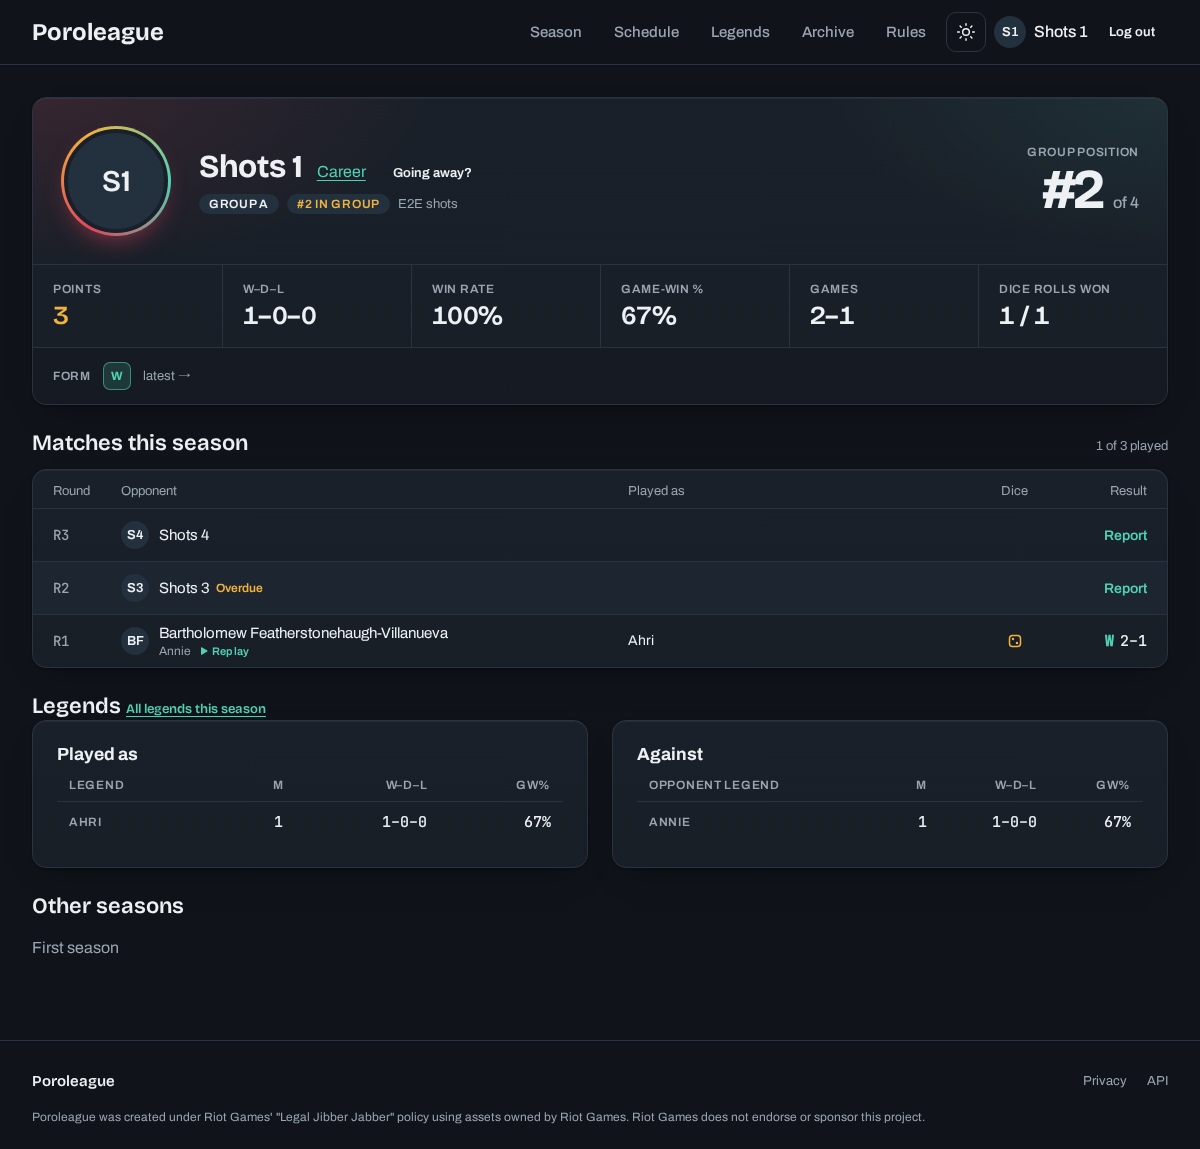 Poroleague
Season Schedule Legends Archive Rules S1 Shots 1 Log out
S1
Shots 1 Career Going away?
GROUP A #2 IN GROUP E2E shots
GROUP POSITION
#2 of 4
POINTS W–D–L WIN RATE GAME-WIN % GAMES DICE ROLLS WON
3 1–0–0 100% 67% 2–1 1 / 1
FORM W latest →
Matches this season 1 of 3 played
Round Opponent Played as Dice Result
R3 S4 Shots 4 Report
R2 S3 Shots 3 Overdue Report
R1 BF Bartholomew Featherstonehaugh-Villanueva Ahri W 2–1
Annie ▶ Replay
Legends All legends this season
Played as
LEGEND M W–D–L GW%
AHRI 1 1–0–0 67%
Against
OPPONENT LEGEND M W–D–L GW%
ANNIE 1 1–0–0 67%
Other seasons
First season
Poroleague Privacy API
Poroleague was created under Riot Games' "Legal Jibber Jabber" policy using assets owned by Riot Games. Riot Games does not endorse or sponsor this project.